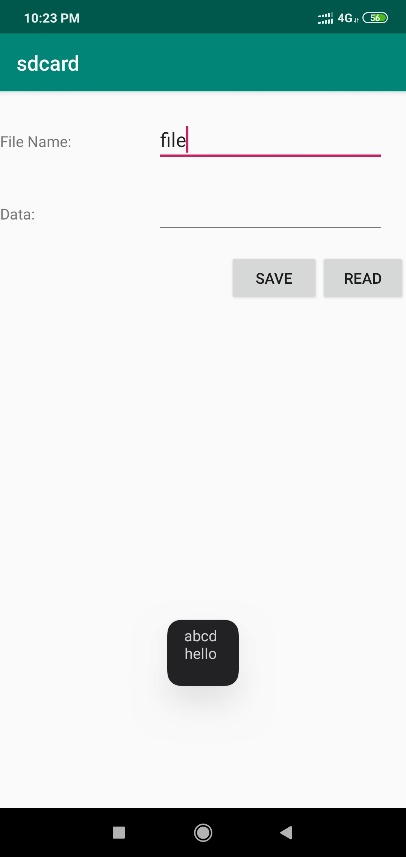 10:23 PM 4G 56
sdcard
File Name: file
Data:
SAVE READ
abcd
hello